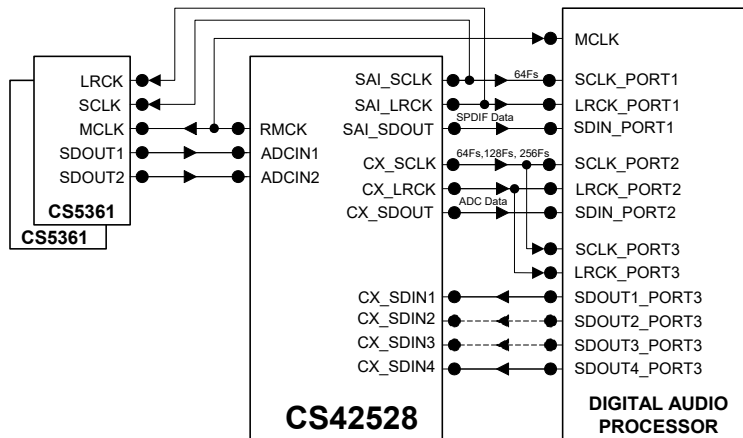 LRCK
SCLK
MCLK
SDOUT1
SDOUT2
CS5361
CS5361
RMCK
ADCIN1
ADCIN2
SAI_SCLK
SAI_LRCK
SAI_SDOUT
CX_SCLK
CX_LRCK
CX_SDOUT
CX_SDIN1
CX_SDIN2
CX_SDIN3
CX_SDIN4
CS42528
64Fs
SPDIF Data
64Fs,128Fs, 256Fs
ADC Data
MCLK
SCLK_PORT1
LRCK_PORT1
SDIN_PORT1
SCLK_PORT2
LRCK_PORT2
SDIN_PORT2
SCLK_PORT3
LRCK_PORT3
SDOUT1_PORT3
SDOUT2_PORT3
SDOUT3_PORT3
SDOUT4_PORT3
DIGITAL AUDIO
PROCESSOR